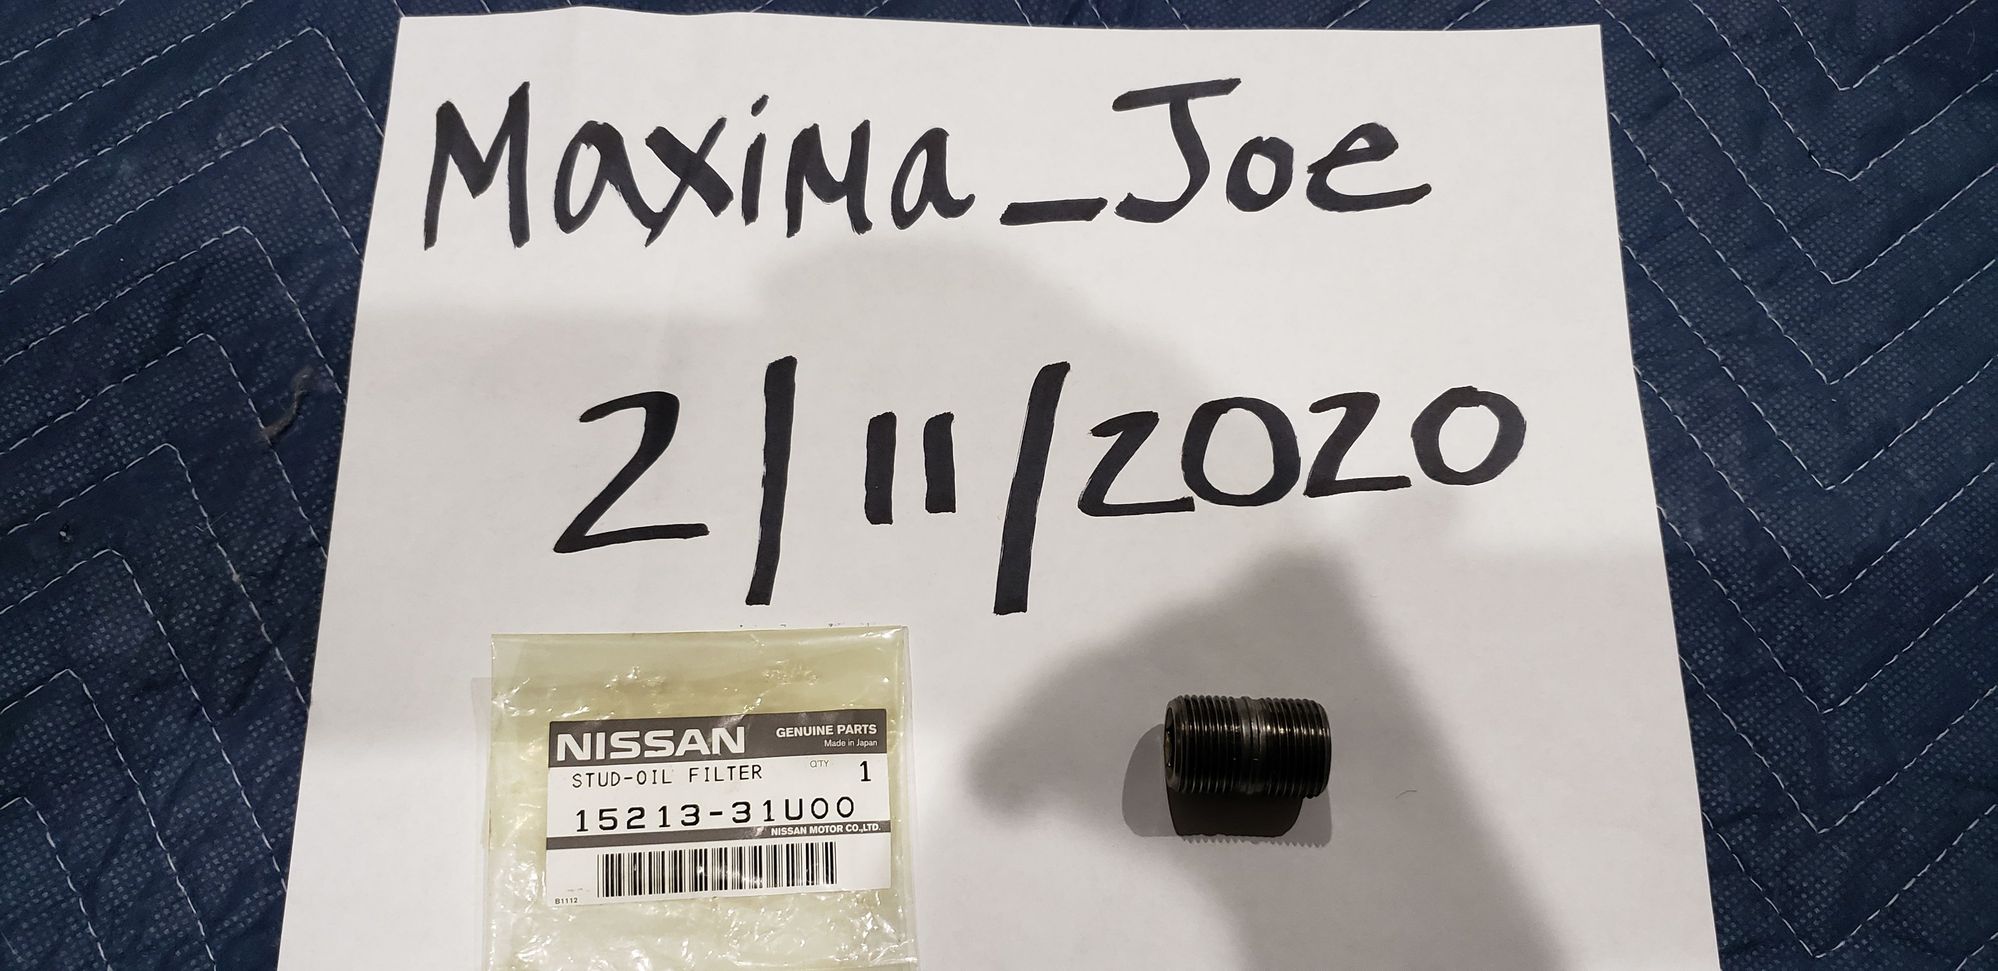 Maxima_Joe
2/11/2020
NISSAN GENUINE PARTS
Made in Japan
STUD-OIL FILTER Q'TY 1
15213-31U00
NISSAN MOTOR CO.,LTD.
B1112